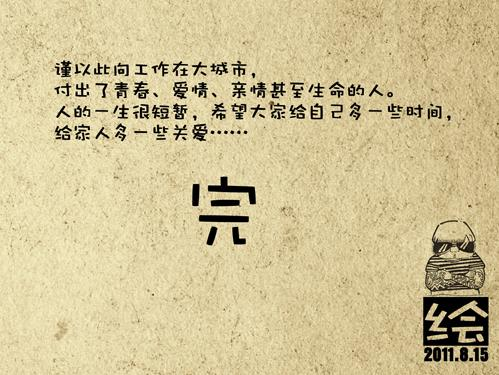 谨以此向工作在大城市，
付出了青春、爱情、亲情甚至生命的人。
人的一生很短暂，希望大家给自己多一些时间，
给家人多一些关爱……
完
绘
2011.8.15